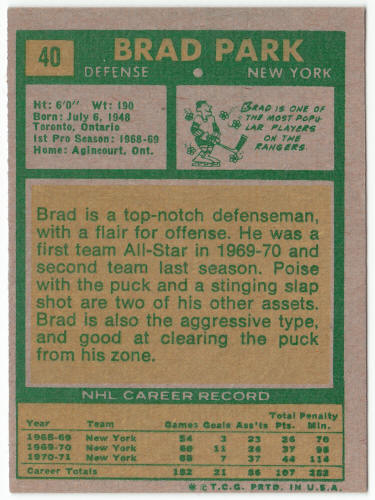 40
BRAD PARK
DEFENSE
NEW YORK
Ht: 6'0" Wt: 190
Born: July 6, 1948
Toronto, Ontario
1st Pro Season: 1968-69
Home: Agincourt, Ont.
BRAD IS ONE OF
THE MOST POPU-
LAR PLAYERS
ON THE
RANGERS.
Brad is a top-notch defenseman,
with a flair for offense. He was a
first team All-Star in 1969-70 and
second team last season. Poise
with the puck and a stinging slap
shot are two of his other assets.
Brad is also the aggressive type,
and good at clearing the puck
from his zone.
NHL CAREER RECORD
Total Penalty
Year Team Games Goals Ass'ts Pts. Min.
1968-69 New York 54 3 23 26 70
1969-70 New York 60 11 26 37 98
1970-71 New York 68 7 37 44 114
Career Totals 182 21 86 107 282
© T.C.G. PRTD. IN U.S.A.